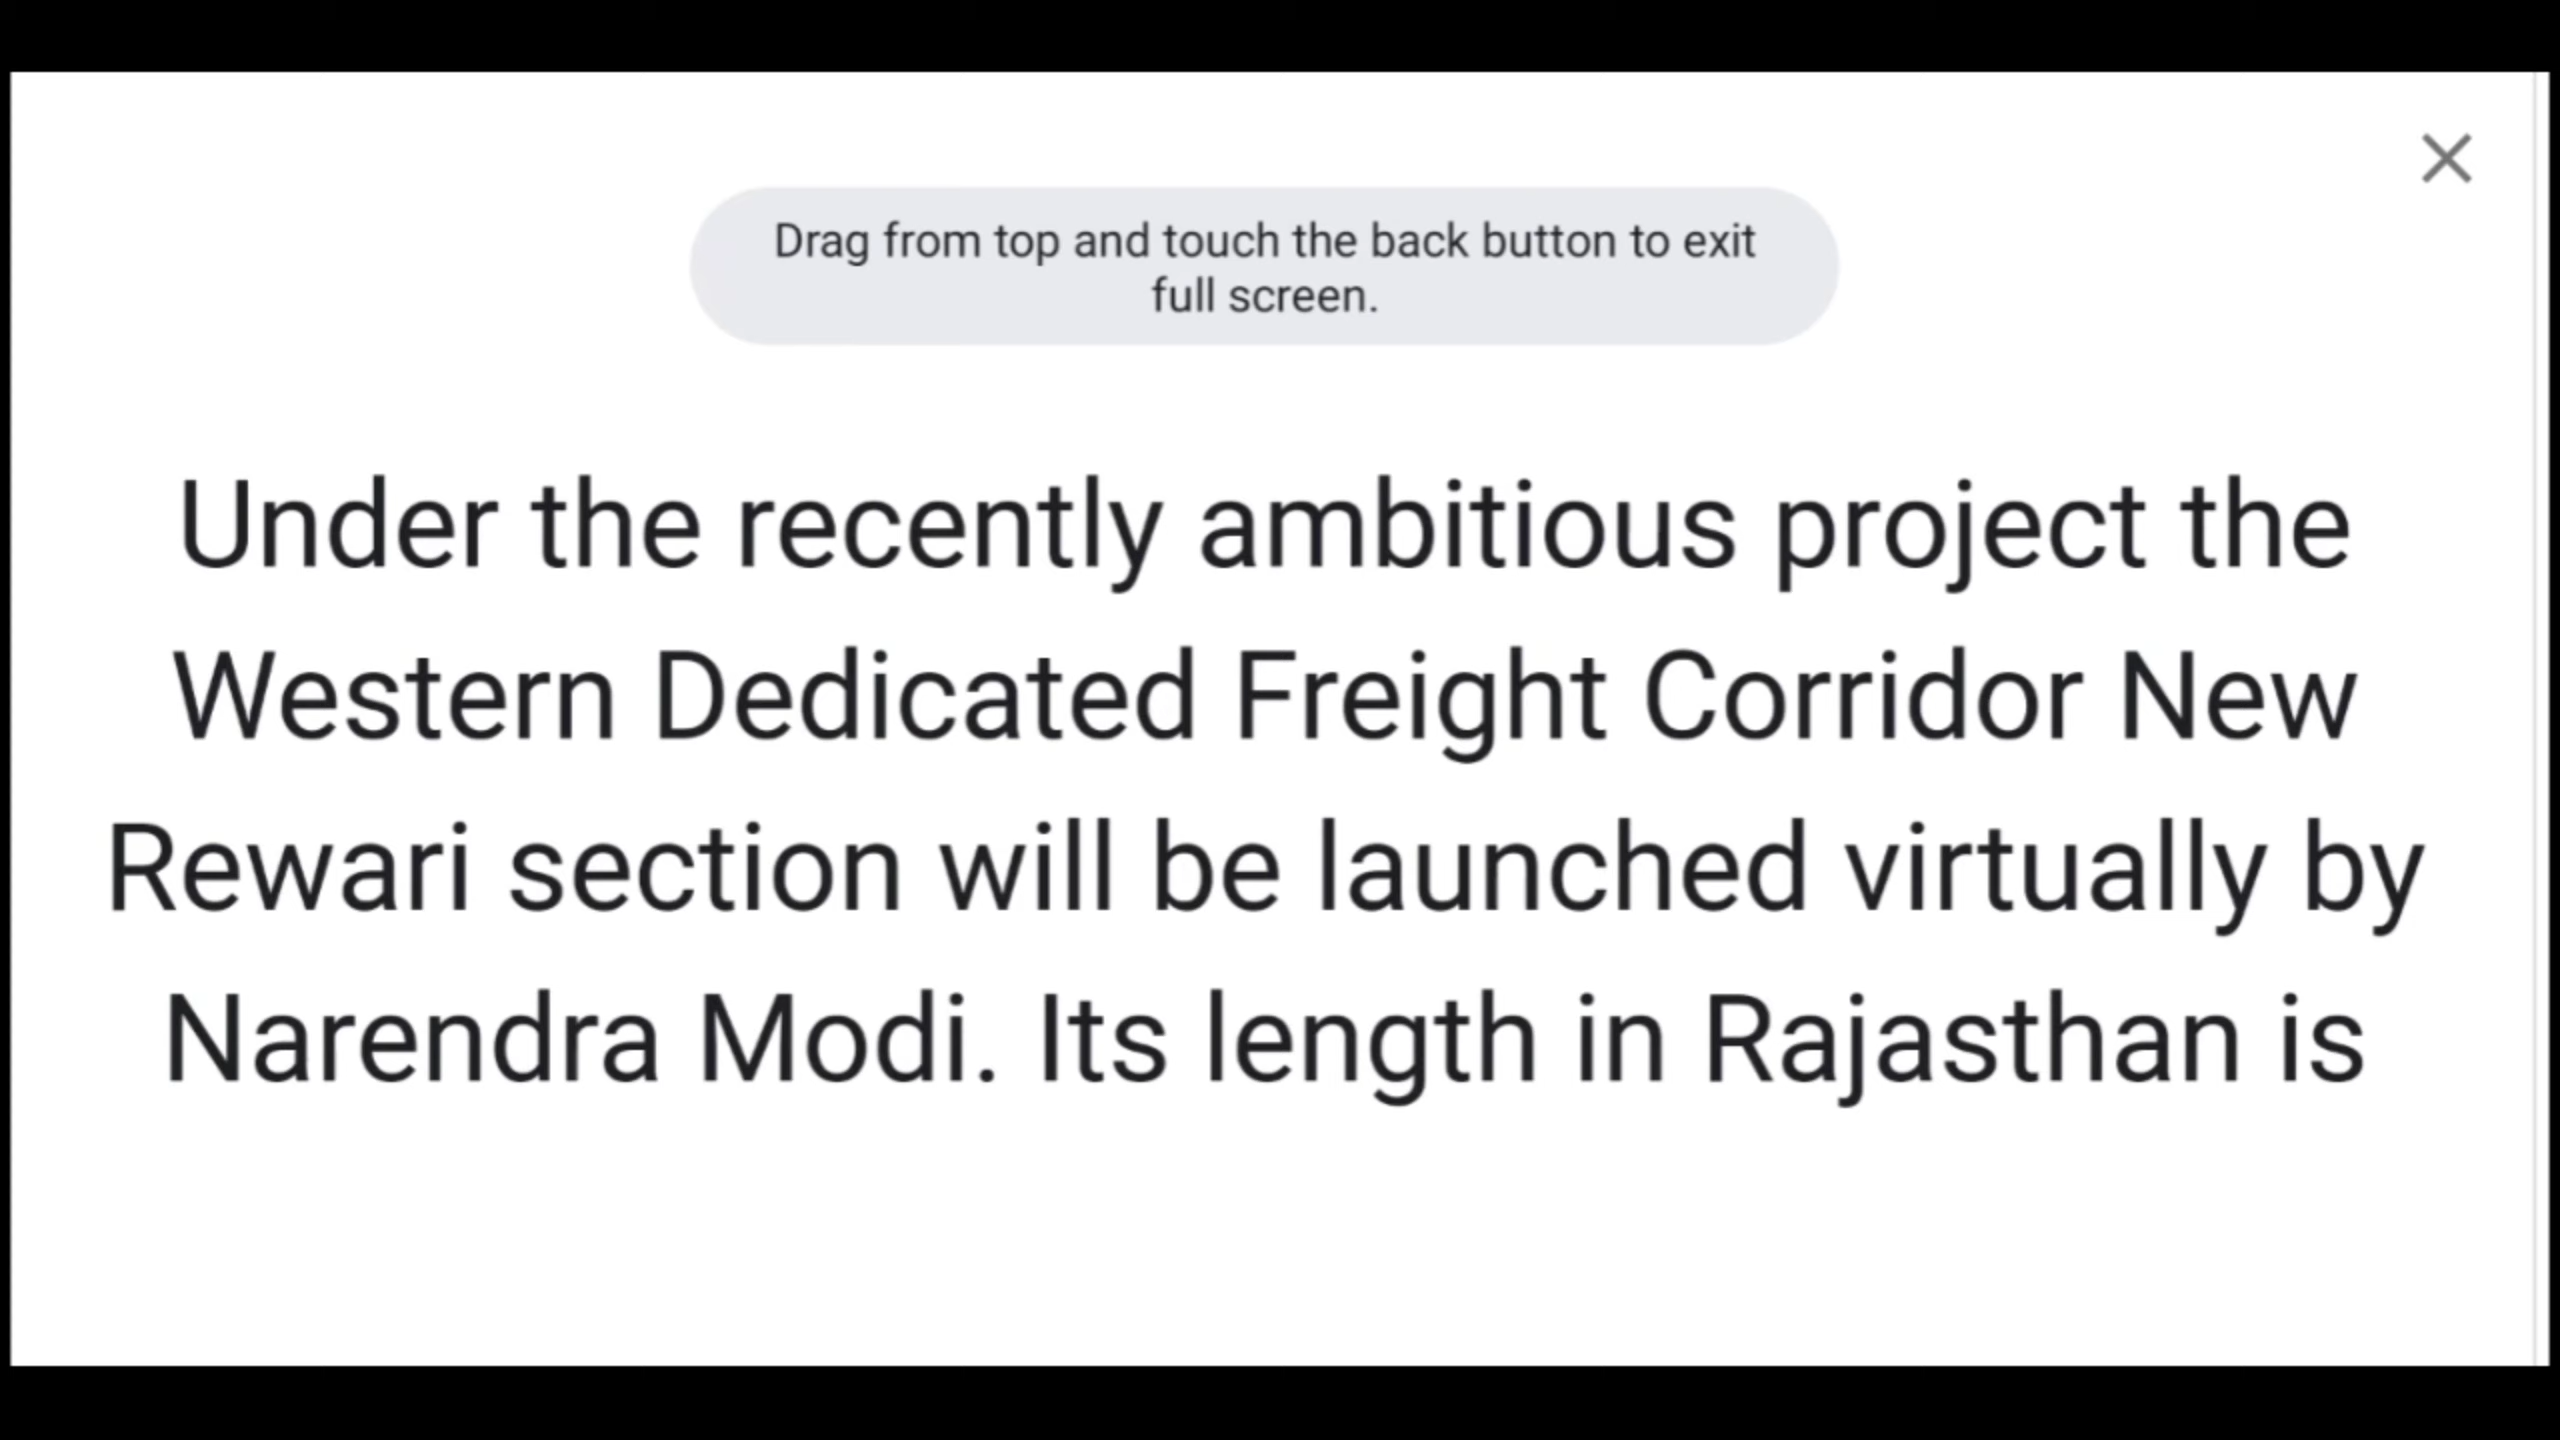 Drag from top and touch the back button to exit
full screen.
Under the recently ambitious project the
Western Dedicated Freight Corridor New
Rewari section will be launched virtually by
Narendra Modi. Its length in Rajasthan is